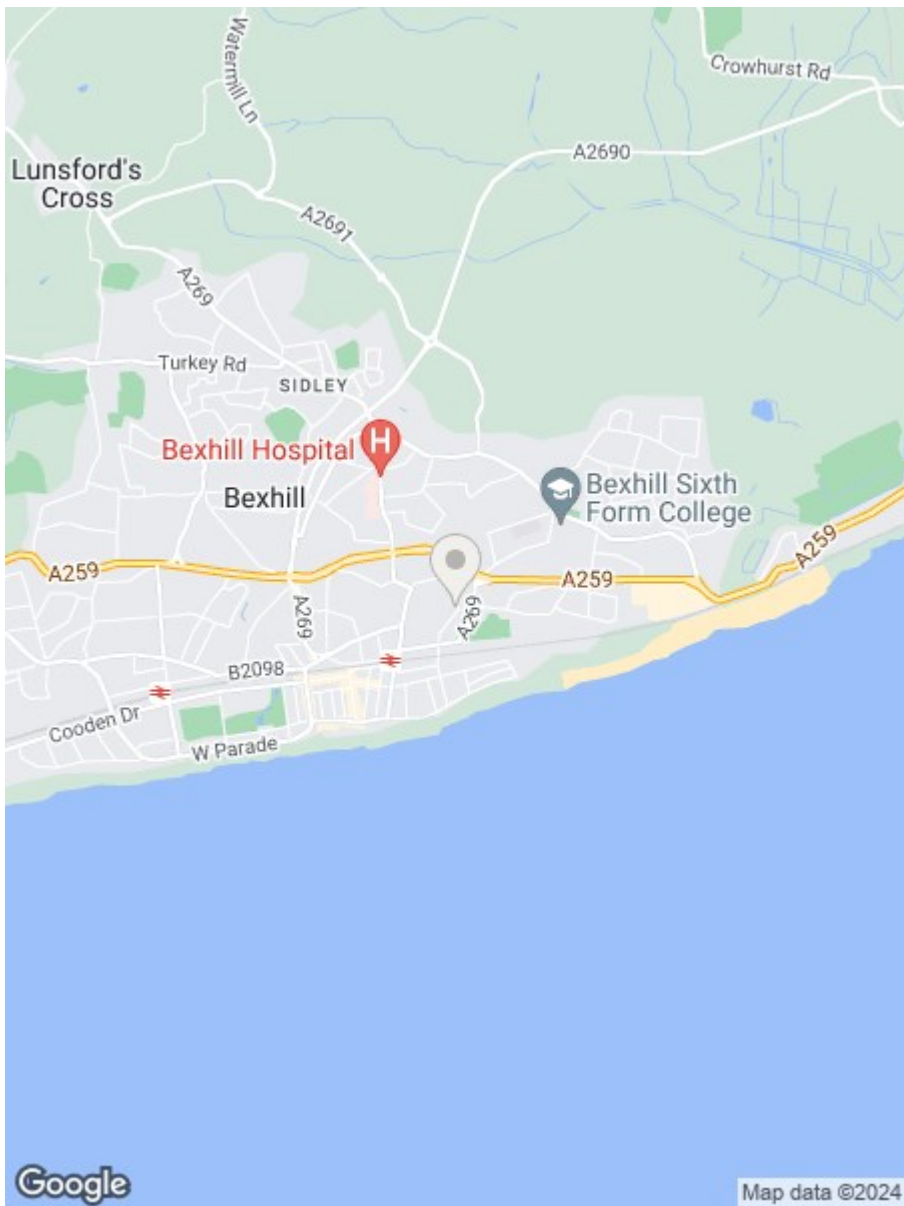 Watermill Ln
Crowhurst Rd
A2690
Lunsford's
Cross
A2691
A269
Turkey Rd
SIDLEY
Bexhill Hospital
H
Bexhill Sixth
Form College
Bexhill
A259
A259
A259
A269
A269
B2098
Cooden Dr
W Parade
Google
Map data ©2024